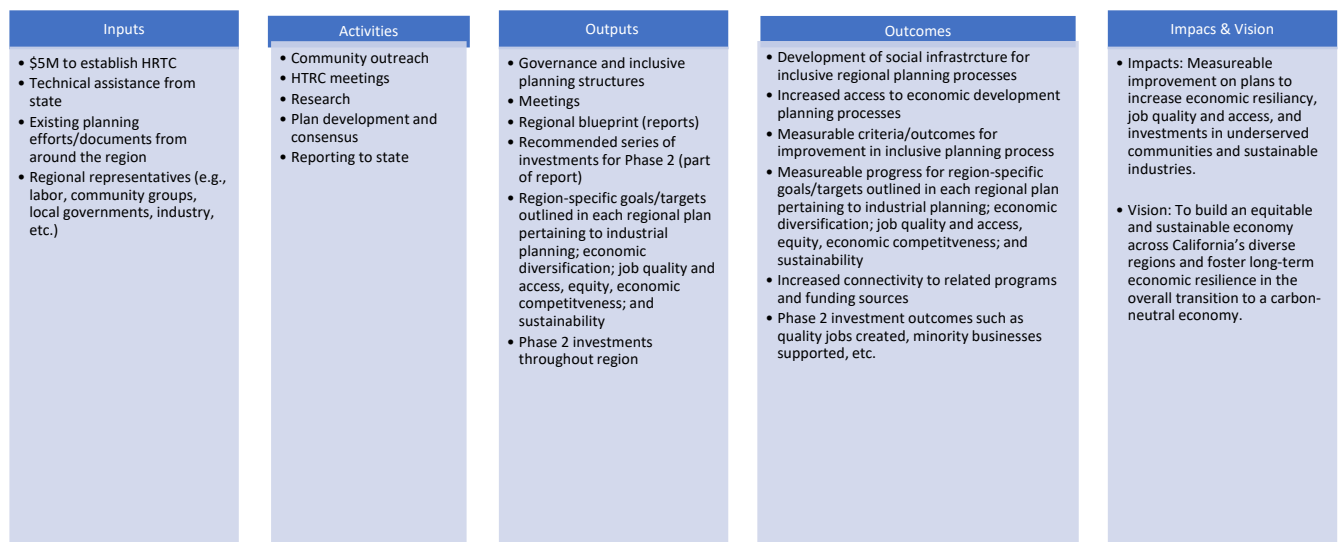 Inputs
• $5M to establish HRTC
• Technical assistance from
state
• Existing planning
efforts/documents from
around the region
• Regional representatives (e.g.,
labor, community groups,
local governments, industry,
etc.)
Activities
• Community outreach
• HTRC meetings
• Research
• Plan development and
consensus
• Reporting to state
Outputs
• Governance and inclusive
planning structures
• Meetings
• Regional blueprint (reports)
• Recommended series of
investments for Phase 2 (part
of report)
• Region-specific goals/targets
outlined in each regional plan
pertaining to industrial
planning; economic
diversification; job quality and
access, equity, economic
competitveness; and
sustainability
• Phase 2 investments
throughout region
Outcomes
• Development of social infrastrcture for
inclusive regional planning processes
• Increased access to economic development
planning processes
• Measurable criteria/outcomes for
improvement in inclusive planning process
• Measureable progress for region-specific
goals/targets outlined in each regional plan
pertaining to industrial planning; economic
diversification; job quality and access,
equity, economic competitveness; and
sustainability
• Increased connectivity to related programs
and funding sources
• Phase 2 investment outcomes such as
quality jobs created, minority businesses
supported, etc.
Impacs & Vision
• Impacts: Measureable
improvement on plans to
increase economic resiliancy,
job quality and access, and
investments in underserved
communities and sustainable
industries.
• Vision: To build an equitable
and sustainable economy
across California’s diverse
regions and foster long-term
economic resilience in the
overall transition to a carbon-
neutral economy.